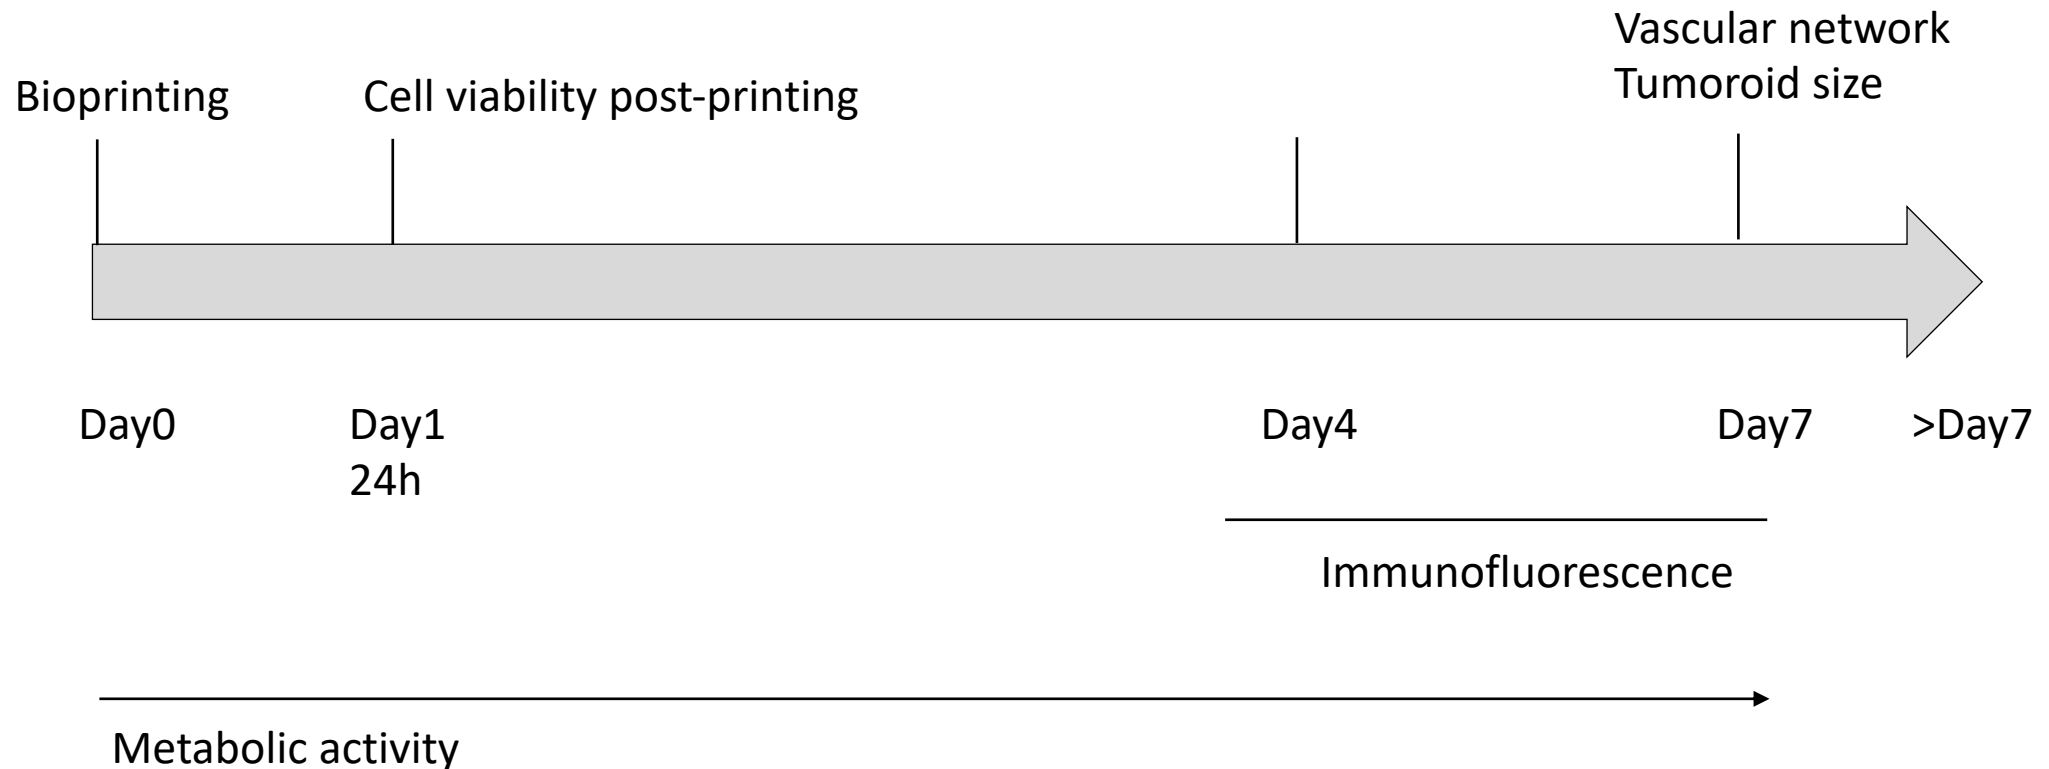 Vascular network
Tumoroid size
Bioprinting
Cell viability post-printing
Day0
Day1
24h
Day4
Day7
>Day7
Immunofluorescence
Metabolic activity